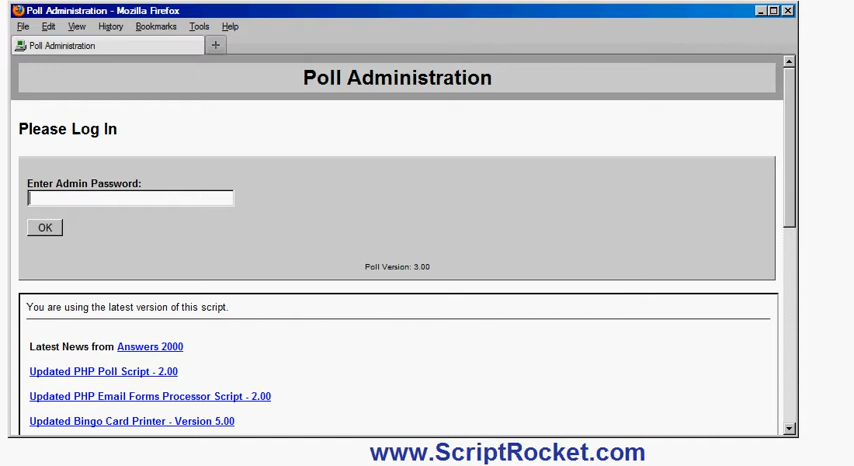 Poll Administration - Mozilla Firefox
File Edit View History Bookmarks Tools Help
Poll Administration
Poll Administration
Please Log In
Enter Admin Password:
OK
Poll Version: 3.00
You are using the latest version of this script.
Latest News from Answers 2000
Updated PHP Poll Script - 2.00
Updated PHP Email Forms Processor Script - 2.00
Updated Bingo Card Printer - Version 5.00
www.ScriptRocket.com